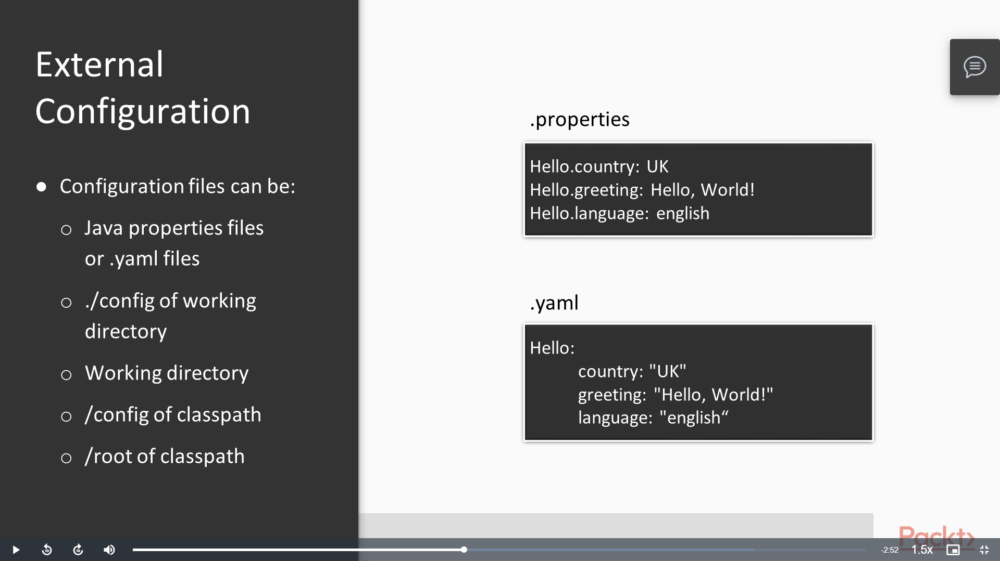 External
Configuration
● Configuration files can be:
○ Java properties files
or .yaml files
○ ./config of working
directory
○ Working directory
○ /config of classpath
○ /root of classpath
.properties
Hello.country: UK
Hello.greeting: Hello, World!
Hello.language: english
.yaml
Hello:
country: "UK"
greeting: "Hello, World!"
language: "english“
Packt>
10
10
-2:52
1.5x